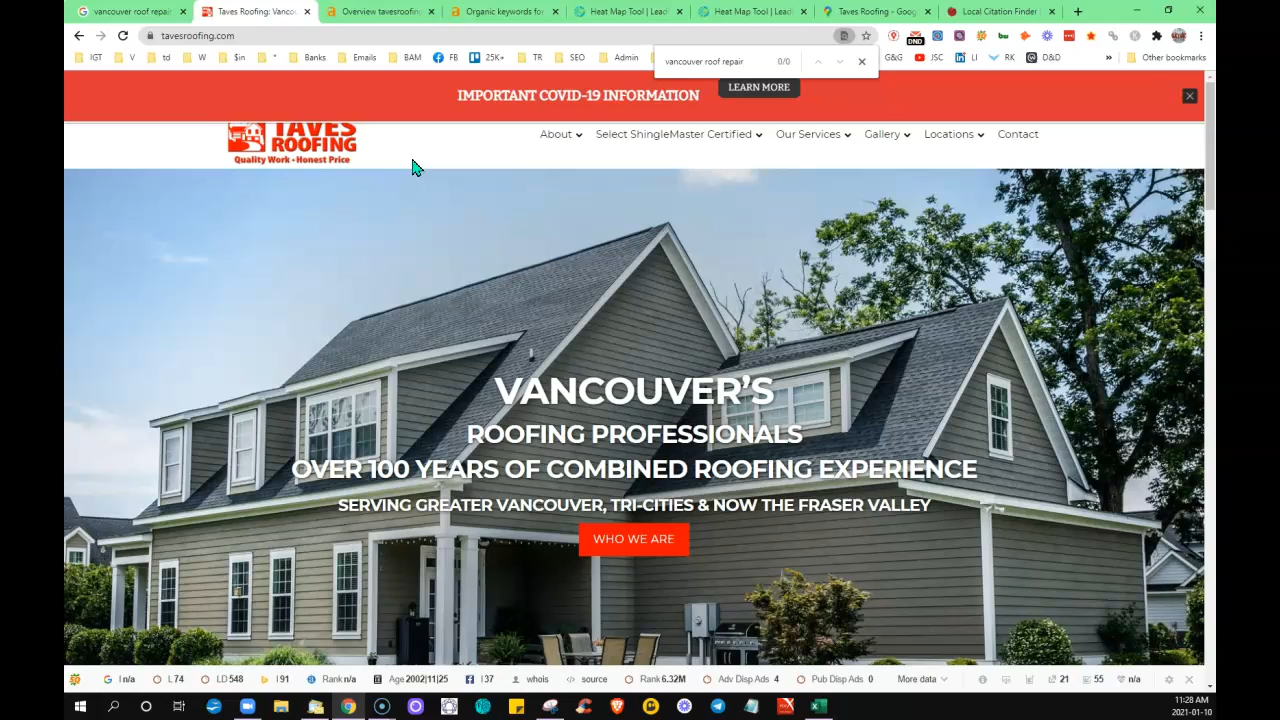 vancouver roof repair
Taves Roofing: Vancou
Overview tavesroofing
Organic keywords for
Heat Map Tool | Lead
Heat Map Tool | Lead
Taves Roofing - Goog
Local Citation Finder
tavesroofing.com
DND
IGT
V
td
W
$in
Banks
Emails
BAM
FB
25K+
TR
SEO
Admin
vancouver roof repair 0/0
G&G
JSC
LI
RK
D&D
»
Other bookmarks
IMPORTANT COVID-19 INFORMATION
LEARN MORE
TAVES
ROOFING
Quality Work • Honest Price
About
Select ShingleMaster Certified
Our Services
Gallery
Locations
Contact
VANCOUVER'S
ROOFING PROFESSIONALS
OVER 100 YEARS OF COMBINED ROOFING EXPERIENCE
SERVING GREATER VANCOUVER, TRI-CITIES & NOW THE FRASER VALLEY
WHO WE ARE
I n/a
L 74
LD 548
I 91
Rank n/a
Age 2002|11|25
I 37
whois
source
Rank 6.32M
Adv Disp Ads 4
Pub Disp Ads 0
More data
21
55
n/a
11:28 AM
2021-01-10